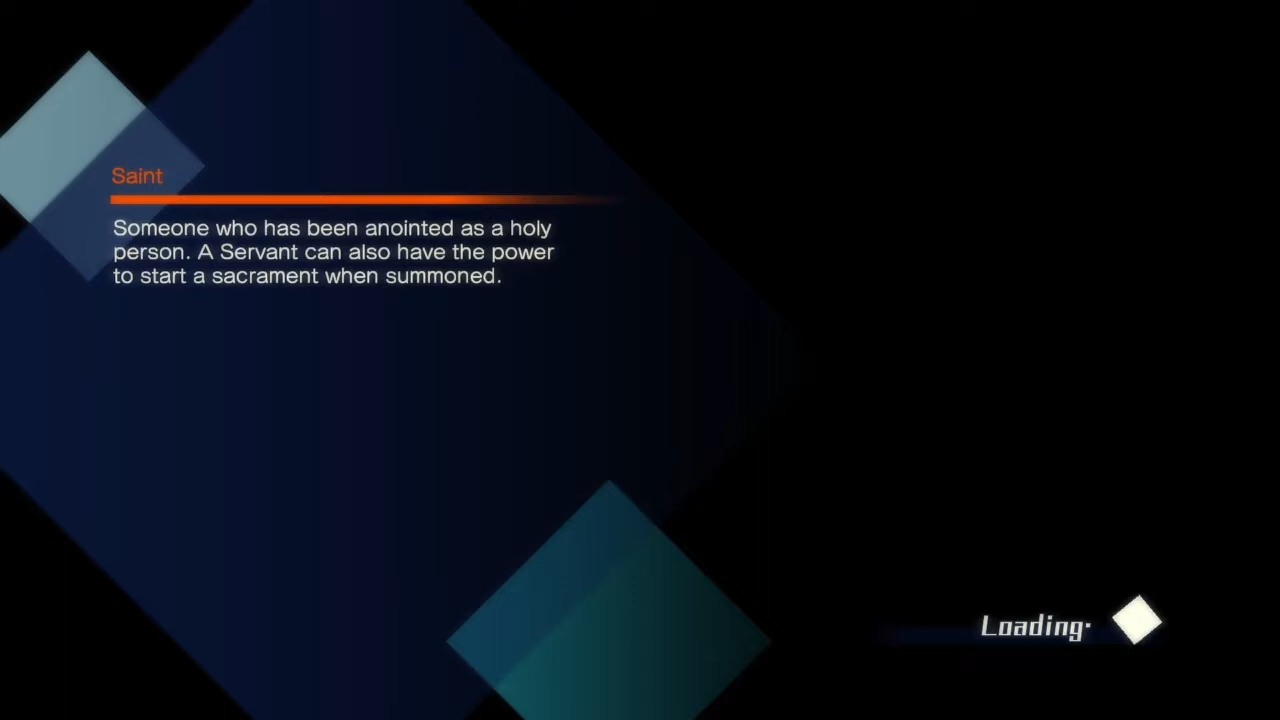 Saint
Someone who has been anointed as a holy
person. A Servant can also have the power
to start a sacrament when summoned.
Loading·